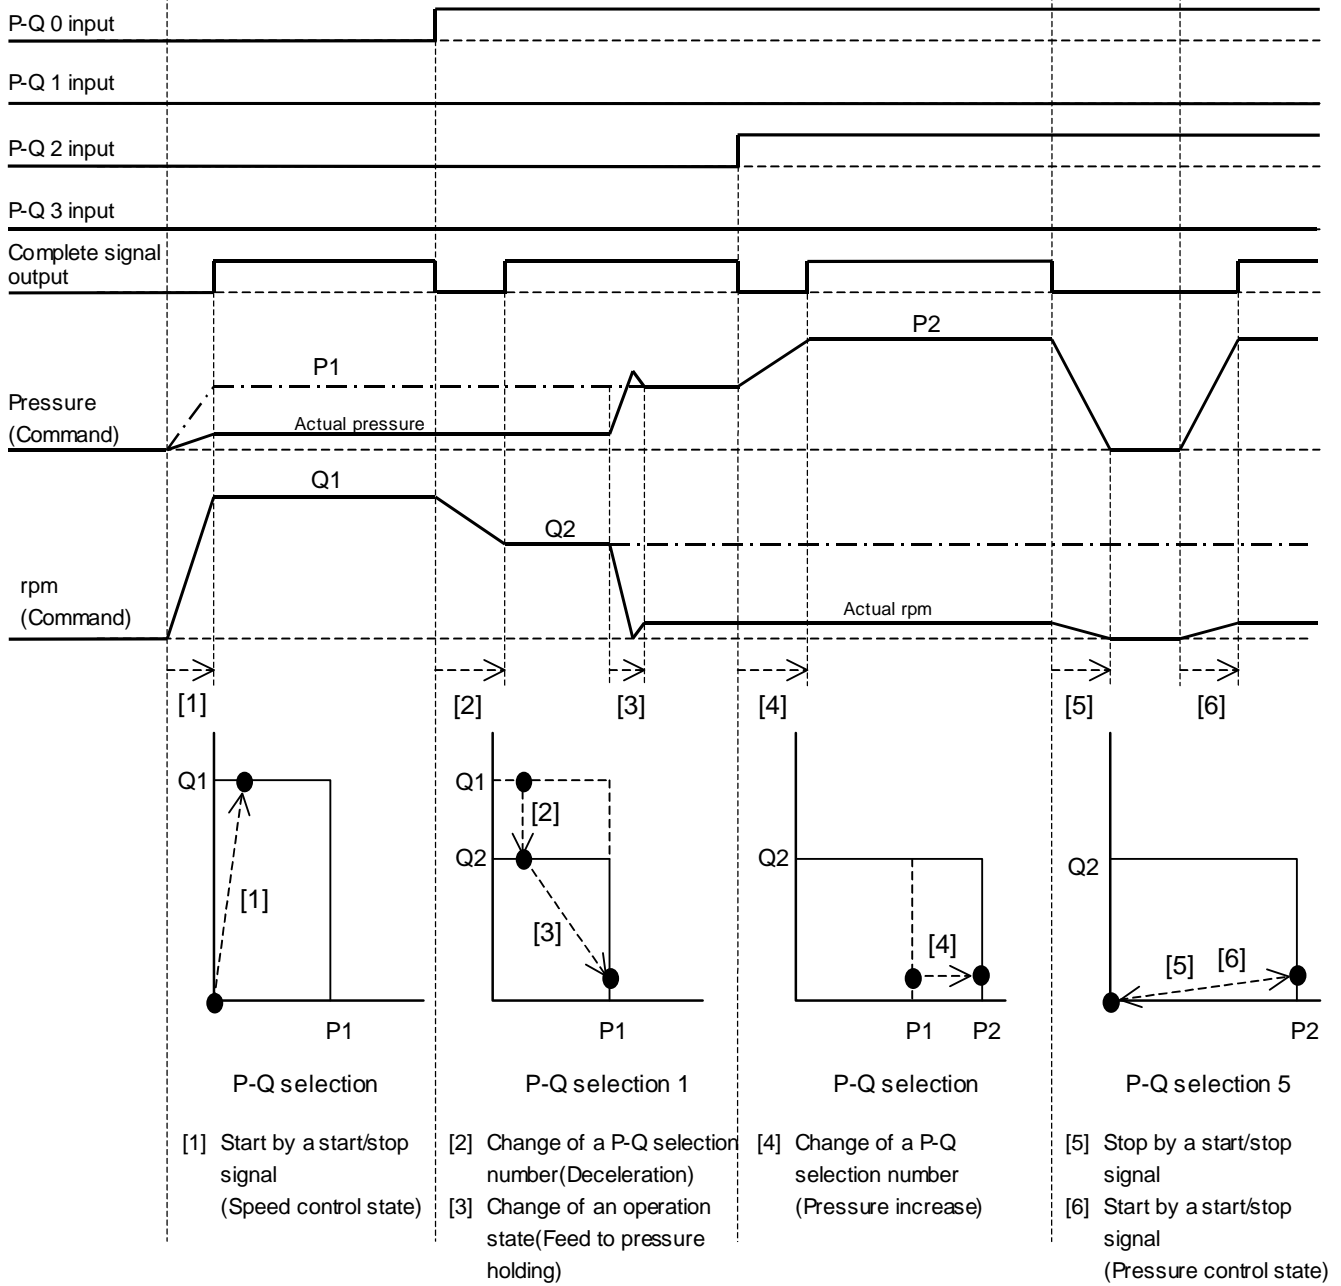 P-Q 0 input
P-Q 1 input
P-Q 2 input
P-Q 3 input
Complete signal
output
P2
P1
Pressure
(Command)
Actual pressure
Q1
Q2
rpm
(Command)
Actual rpm
[1]
[2]
[3]
[4]
[5]
[6]
Q1
[1]
P1
Q1
Q2
[2]
[3]
P1
Q2
[4]
P1
P2
Q2
[5]
[6]
P2
P-Q selection
P-Q selection 1
P-Q selection
P-Q selection 5
[1] Start by a start/stop
signal
(Speed control state)
[2] Change of a P-Q selection
number(Deceleration)
[3] Change of an operation
state(Feed to pressure
holding)
[4] Change of a P-Q
selection number
(Pressure increase)
[5] Stop by a start/stop
signal
[6] Start by a start/stop
signal
(Pressure control state)